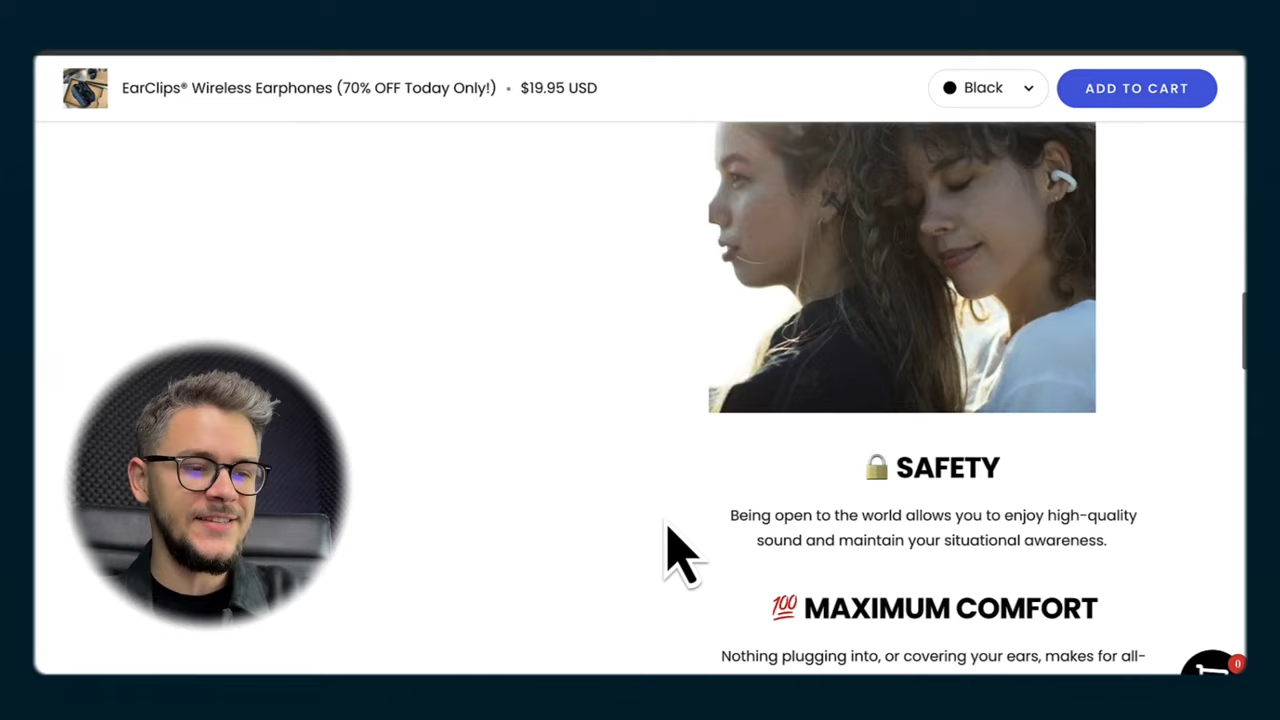 EarClips® Wireless Earphones (70% OFF Today Only!) ▪ $19.95 USD
Black
ADD TO CART
🔒 SAFETY
Being open to the world allows you to enjoy high-quality
sound and maintain your situational awareness.
💯 MAXIMUM COMFORT
Nothing plugging into, or covering your ears, makes for all-
0